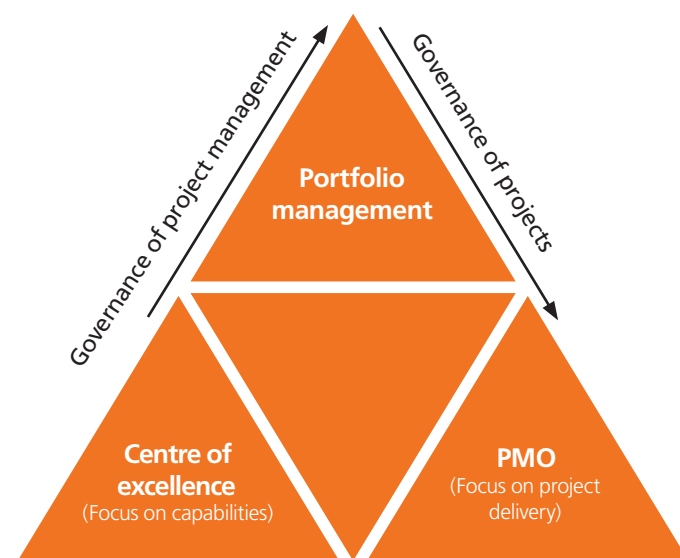 Governance of project management
Governance of projects
Portfolio
management
Centre of
excellence
(Focus on capabilities)
PMO
(Focus on project
delivery)